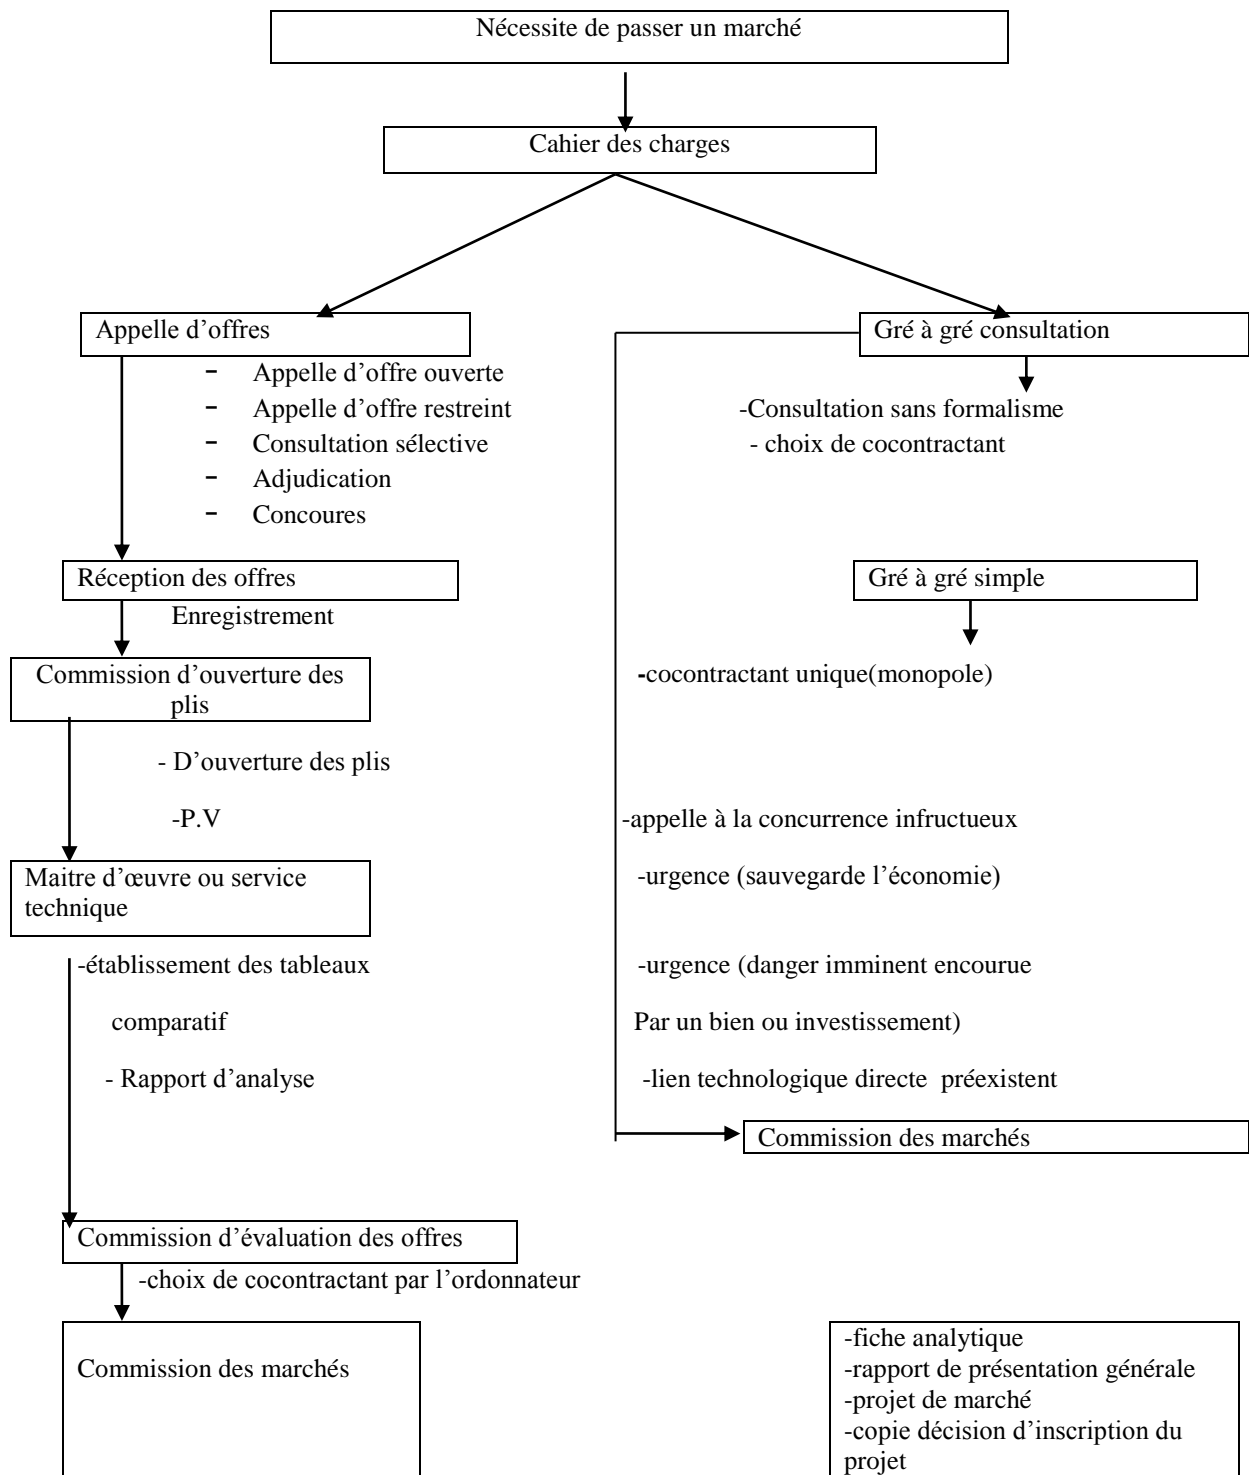 Nécessite de passer un marché
Cahier des charges
Appelle d’offres
- Appelle d’offre ouverte
- Appelle d’offre restreint
- Consultation sélective
- Adjudication
- Concoures
Gré à gré consultation
-Consultation sans formalisme
- choix de cocontractant
Réception des offres
Enregistrement
Gré à gré simple
Commission d’ouverture des
plis
-cocontractant unique(monopole)
- D’ouverture des plis
-P.V
-appelle à la concurrence infructueux
Maitre d’œuvre ou service
technique
-urgence (sauvegarde l’économie)
-établissement des tableaux
comparatif
- Rapport d’analyse
-urgence (danger imminent encourue
Par un bien ou investissement)
-lien technologique directe préexistent
Commission des marchés
Commission d’évaluation des offres
-choix de cocontractant par l’ordonnateur
Commission des marchés
-fiche analytique
-rapport de présentation générale
-projet de marché
-copie décision d’inscription du
projet